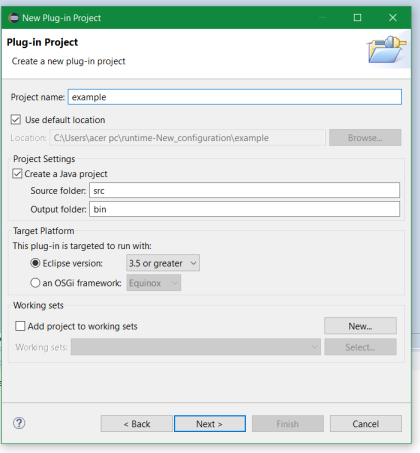 New Plug-in Project
Plug-in Project
Create a new plug-in project
Project name: example
Use default location
Location: C:\Users\acer pc\runtime-New_configuration\example Browse...
Project Settings
Create a Java project
Source folder: src
Output folder: bin
Target Platform
This plug-in is targeted to run with:
Eclipse version: 3.5 or greater
an OSGi framework: Equinox
Working sets
Add project to working sets New...
Working sets: Select...
? < Back Next > Finish Cancel